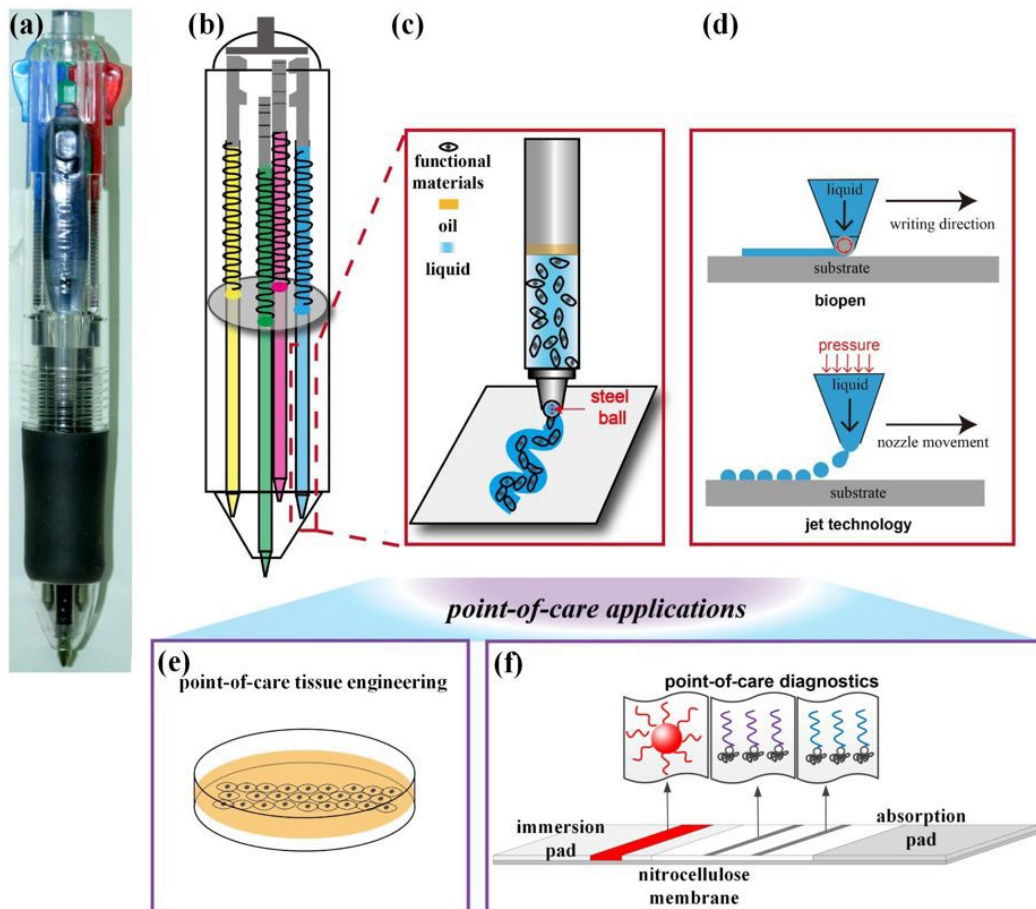 (a)
(b)
(c)
functional
materials
oil
liquid
steel
ball
(d)
liquid
writing direction
substrate
biopen
pressure
liquid
nozzle movement
substrate
jet technology
point-of-care applications
(e)
point-of-care tissue engineering
(f)
point-of-care diagnostics
immersion
pad
absorption
pad
nitrocellulose
membrane